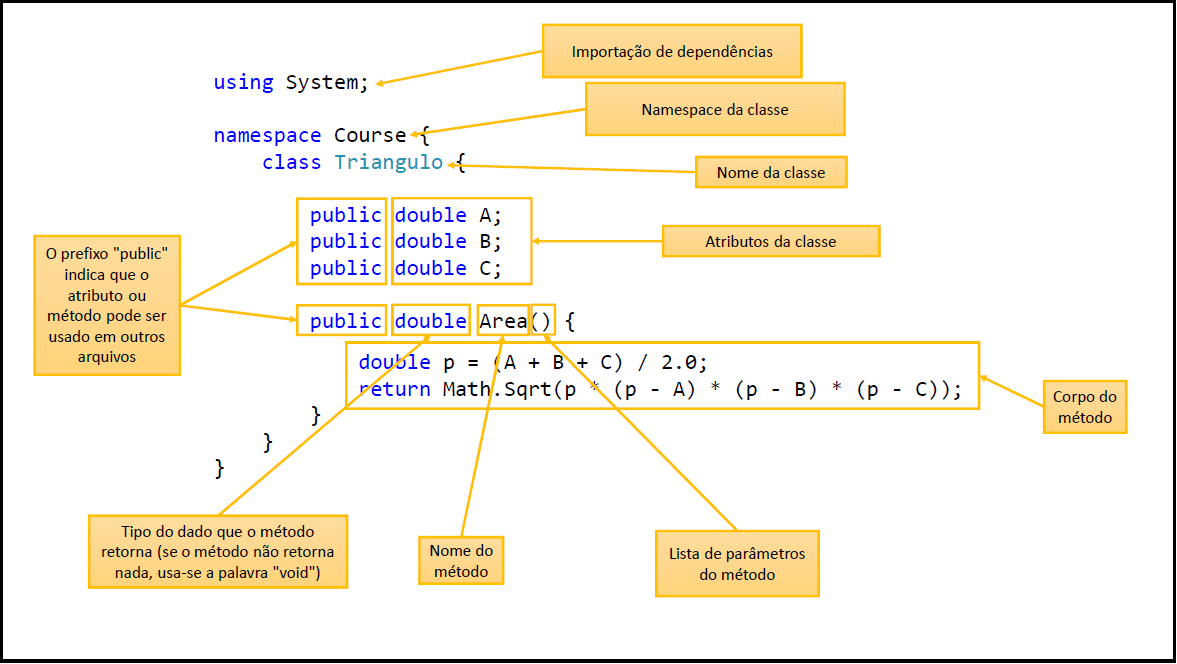 Importação de dependências
using System;
Namespace da classe
namespace Course {
class Triangulo {
Nome da classe
public double A;
public double B;
public double C;
Atributos da classe
O prefixo "public"
indica que o
atributo ou
método pode ser
usado em outros
arquivos
public double Area() {
double p = (A + B + C) / 2.0;
return Math.Sqrt(p * (p - A) * (p - B) * (p - C));
Corpo do
método
}
}
}
Tipo do dado que o método
retorna (se o método não retorna
nada, usa-se a palavra "void")
Nome do
método
Lista de parâmetros
do método